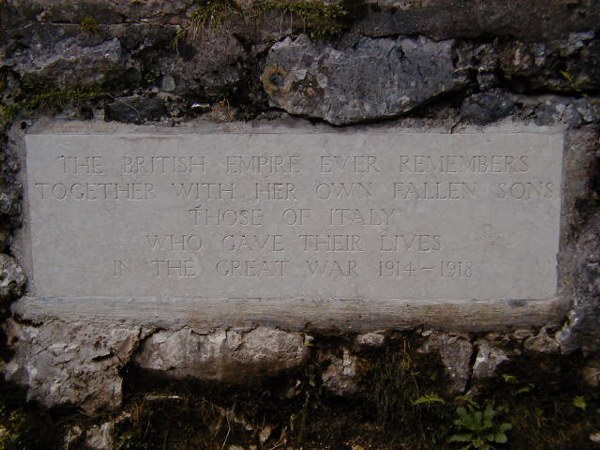 THE BRITISH EMPIRE EVER REMEMBERS
TOGETHER WITH HER OWN FALLEN SONS
THOSE OF ITALY
WHO GAVE THEIR LIVES
IN THE GREAT WAR 1914-1918